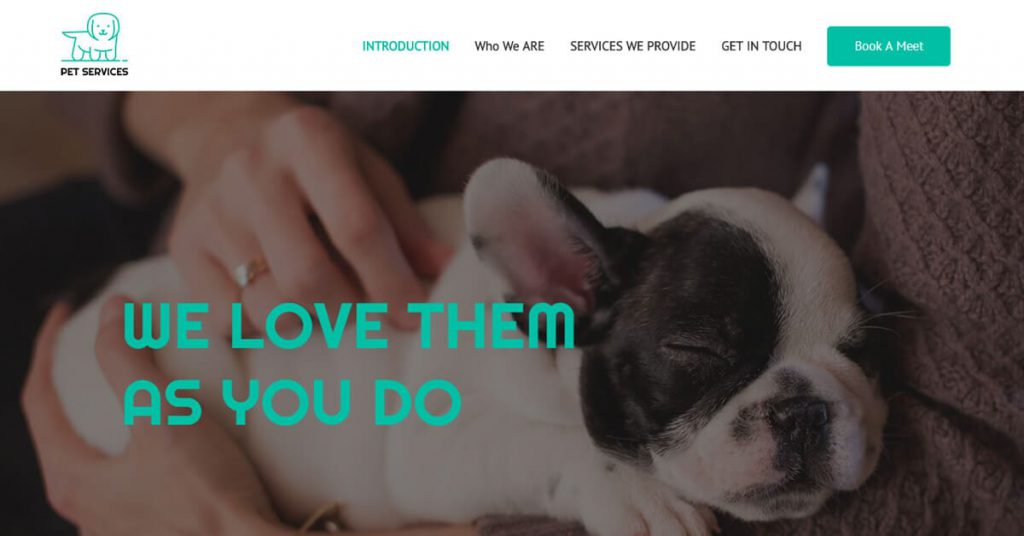 PET SERVICES
INTRODUCTION
Who We ARE
SERVICES WE PROVIDE
GET IN TOUCH
Book A Meet
WE LOVE THEM
AS YOU DO